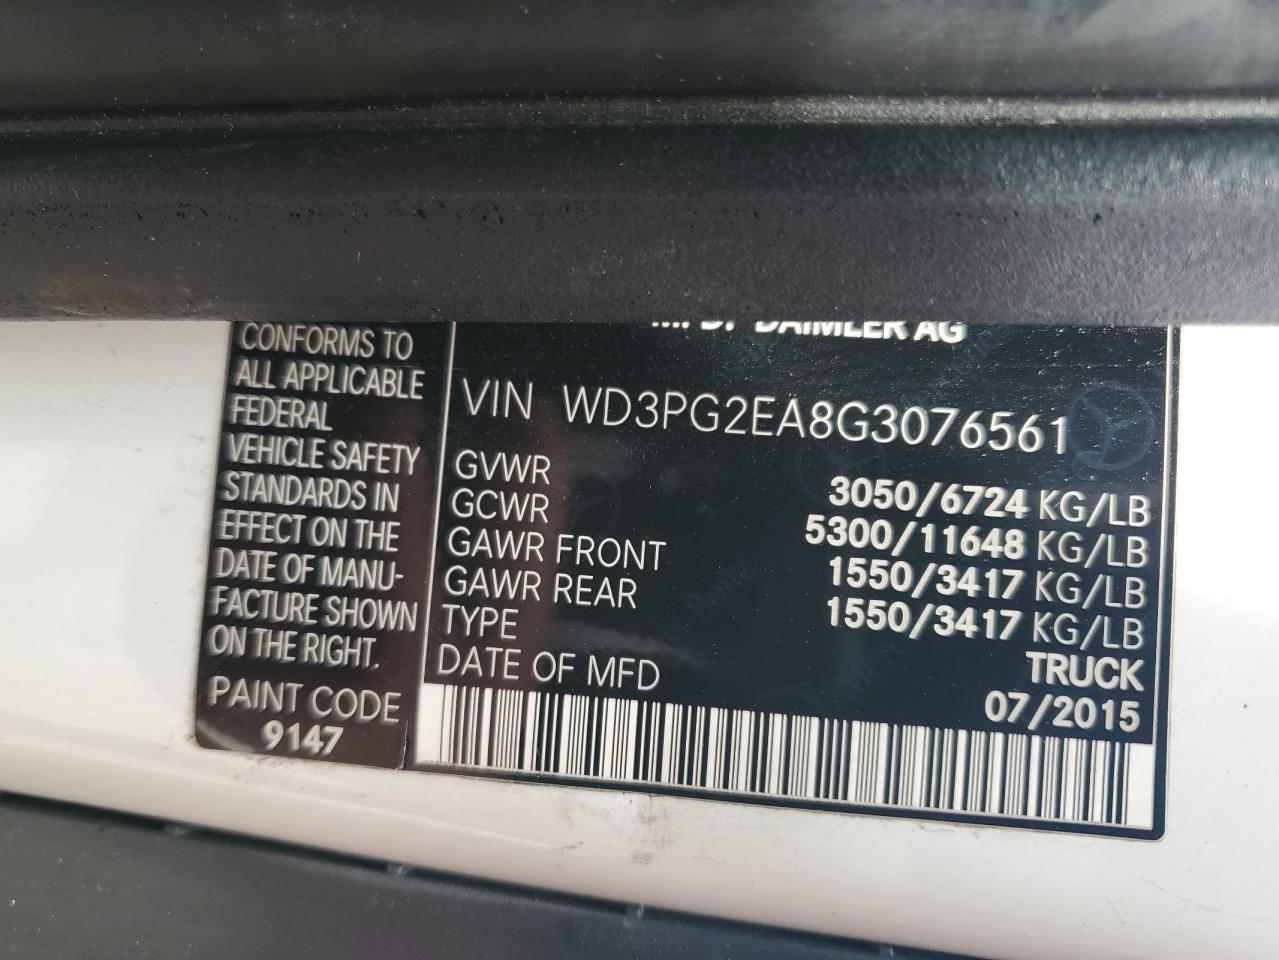 MFD. DAIMLER AG
CONFORMS TO
ALL APPLICABLE
FEDERAL
VEHICLE SAFETY
STANDARDS IN
EFFECT ON THE
DATE OF MANU-
FACTURE SHOWN
ON THE RIGHT.
PAINT CODE
9147
VIN WD3PG2EA8G3076561
GVWR 3050/6724 KG/LB
GCWR 5300/11648 KG/LB
GAWR FRONT 1550/3417 KG/LB
GAWR REAR 1550/3417 KG/LB
TYPE TRUCK
DATE OF MFD 07/2015